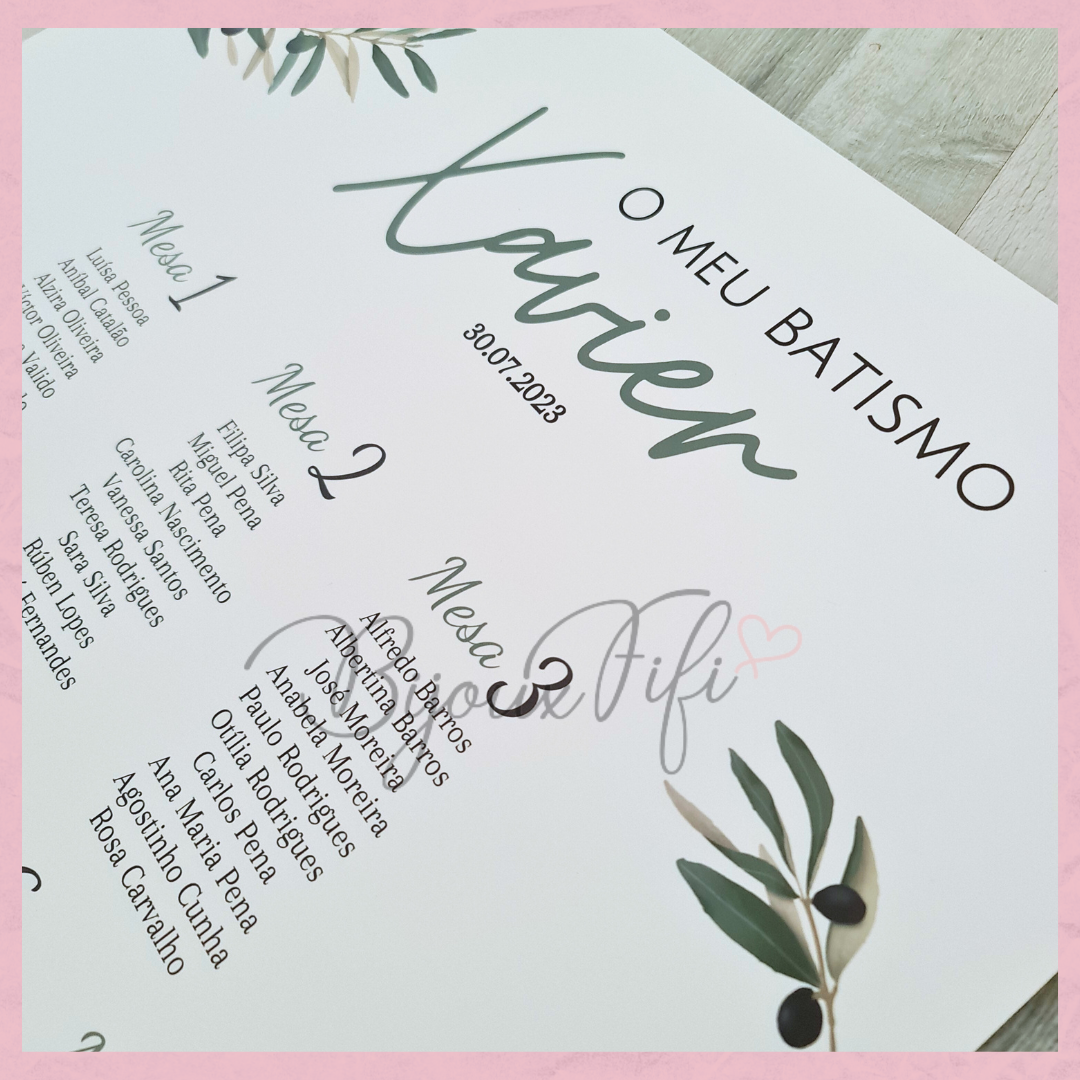 O MEU BATISMO
Xavier
30.07.2023
Mesa 1
Luísa Pessoa
Aníbal Catalão
Alzira Oliveira
Víctor Oliveira
Valido
Mesa 2
Filipa Silva
Miguel Pena
Rita Pena
Carolina Nascimento
Vanessa Santos
Teresa Rodrigues
Sara Silva
Rúben Lopes
Fernandes
Mesa 3
Alfredo Barros
Albertina Barros
José Moreira
Anabela Moreira
Paulo Rodrigues
Otília Rodrigues
Carlos Pena
Ana Maria Pena
Agostinho Cunha
Rosa Carvalho
Bijoux Fifi